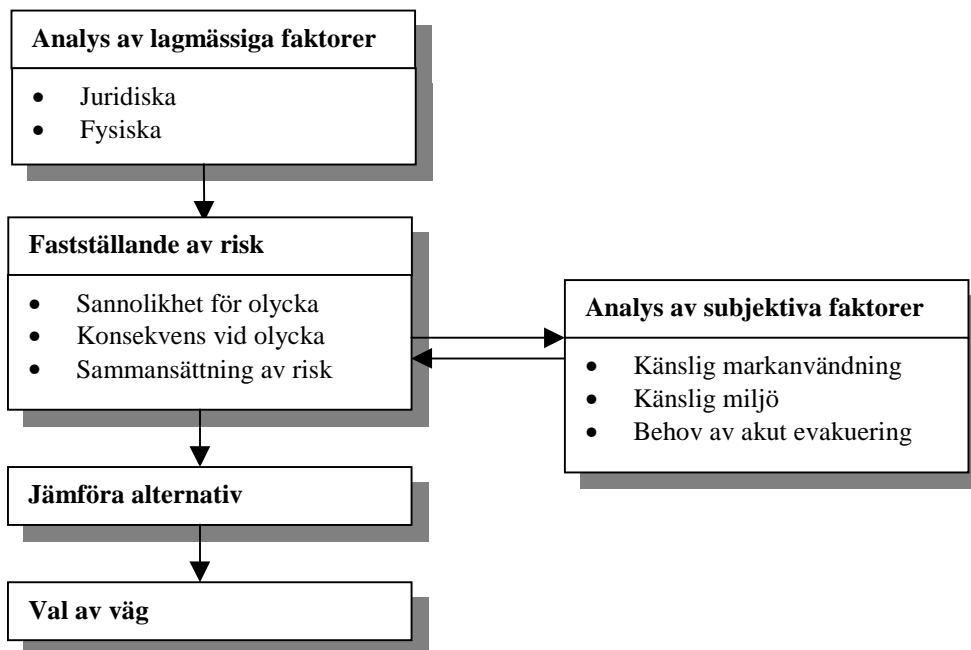 Analys av lagmässiga faktorer
• Juridiska
• Fysiska
Fastställande av risk
• Sannolikhet för olycka
• Konsekvens vid olycka
• Sammansättning av risk
Analys av subjektiva faktorer
• Känslig markanvändning
• Känslig miljö
• Behov av akut evakuering
Jämföra alternativ
Val av väg